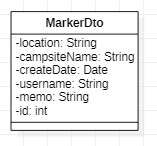 MarkerDto
-location: String
-campsiteName: String
-createDate: Date
-username: String
-memo: String
-id: int